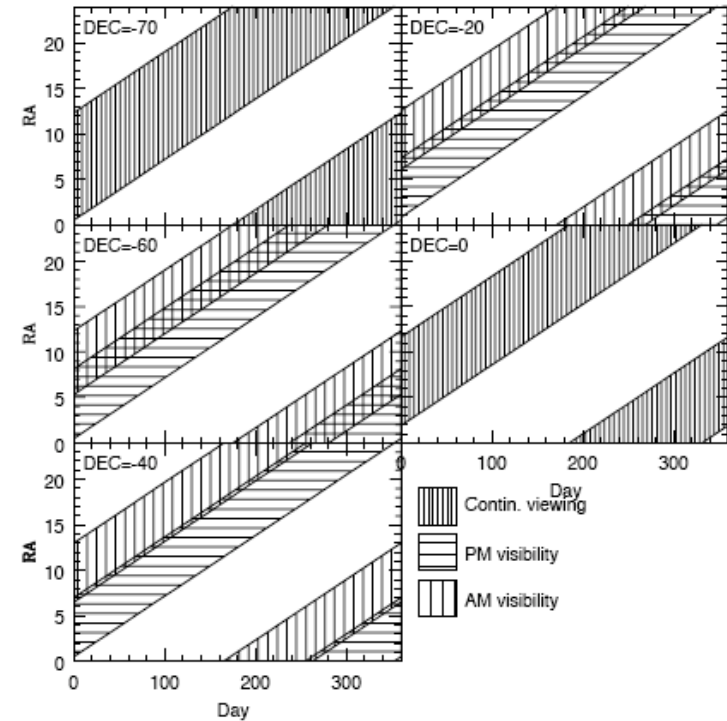 DEC=-70
DEC=-20
20
15
RA
10
5
0
DEC=-60
DEC=0
20
15
RA
10
5
0
DEC=-40
0
100
200
300
Day
20
15
RA
10
5
0
0
100
200
300
Day
Contin. viewing
PM visibility
AM visibility